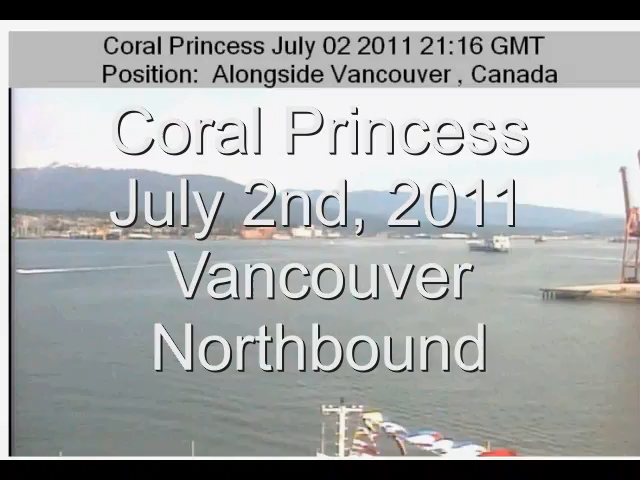 Coral Princess July 02 2011 21:16 GMT
Position: Alongside Vancouver , Canada
Coral Princess
July 2nd, 2011
Vancouver
Northbound